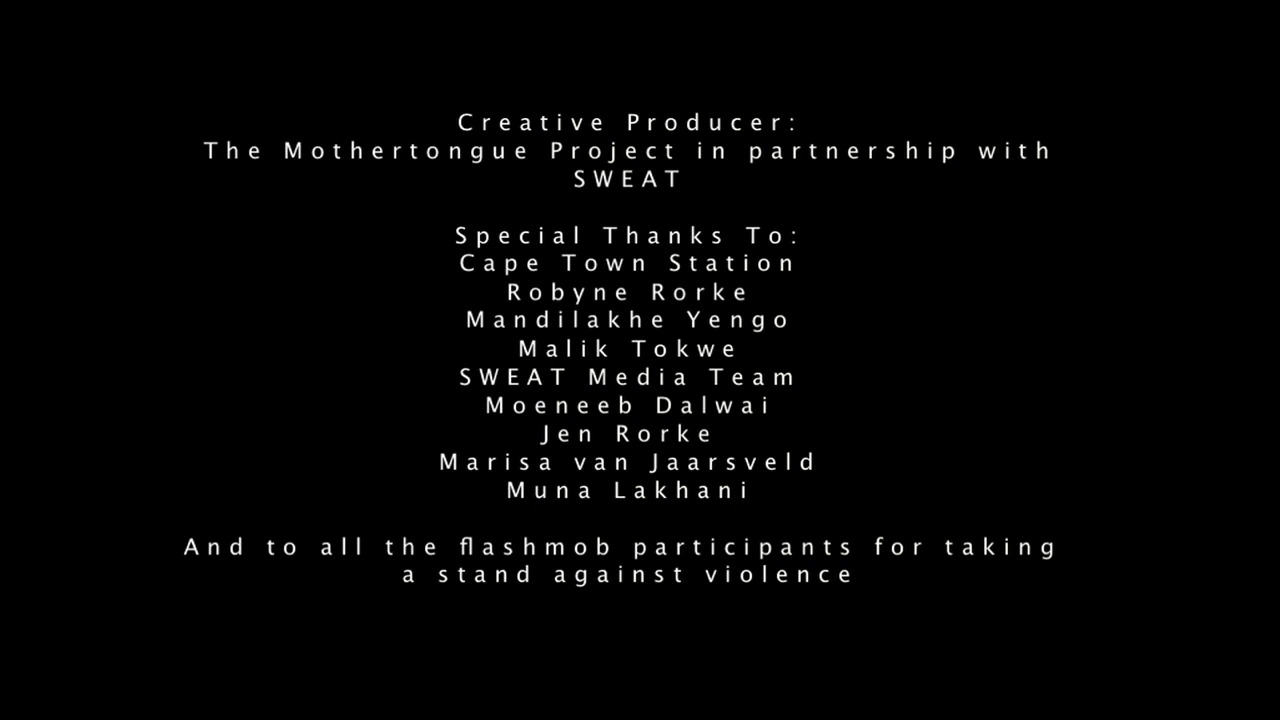 Creative Producer:
The Mothertongue Project in partnership with
SWEAT
Special Thanks To:
Cape Town Station
Robyne Rorke
Mandilakhe Yengo
Malik Tokwe
SWEAT Media Team
Moeneeb Dalwai
Jen Rorke
Marisa van Jaarsveld
Muna Lakhani
And to all the flashmob participants for taking
a stand against violence